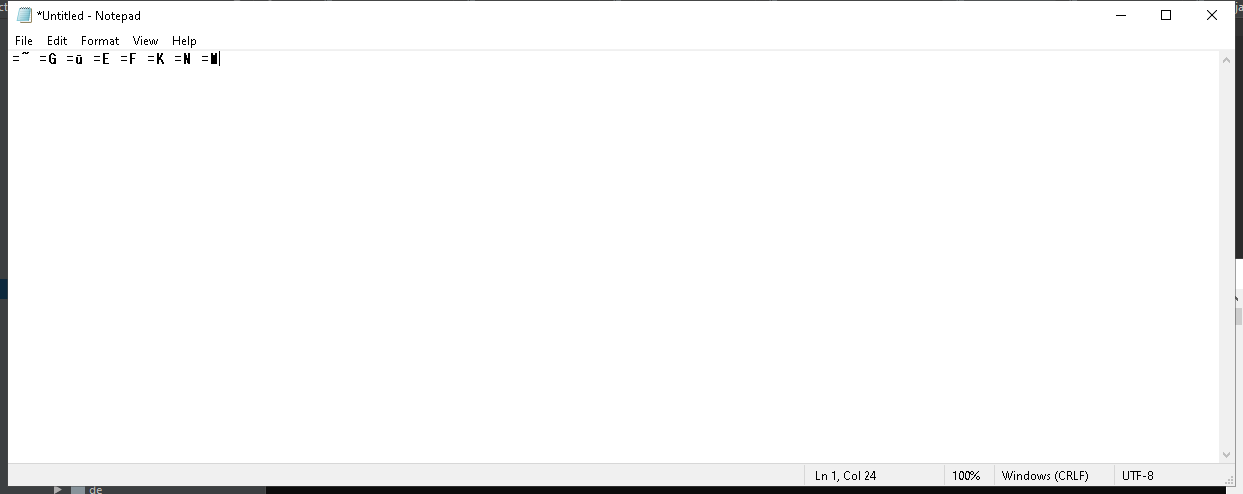 *Untitled - Notepad
File Edit Format View Help
=~ =G =ū =E =F =K =N =M
Ln 1, Col 24 100% Windows (CRLF) UTF-8
de